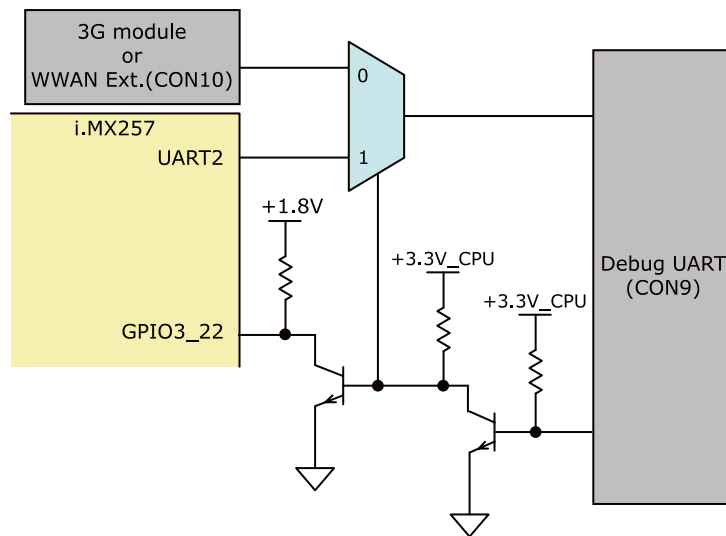 3G module
or
WWAN Ext.(CON10)
i.MX257
UART2
0
1
+1.8V
+3.3V_CPU
+3.3V_CPU
GPIO3_22
Debug UART
(CON9)